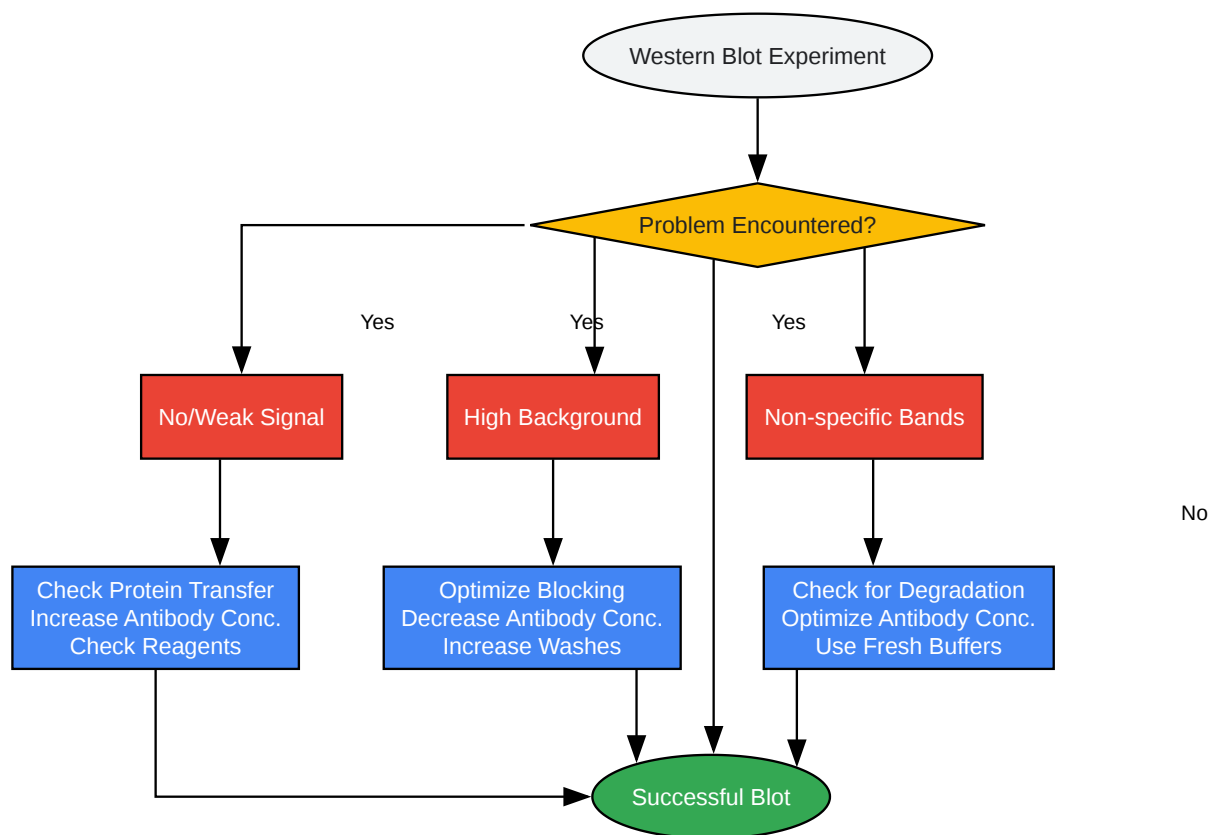 Western Blot Experiment
Problem Encountered?
Yes
Yes
Yes
No/Weak Signal
High Background
Non-specific Bands
No
Check Protein Transfer
Increase Antibody Conc.
Check Reagents
Optimize Blocking
Decrease Antibody Conc.
Increase Washes
Check for Degradation
Optimize Antibody Conc.
Use Fresh Buffers
Successful Blot